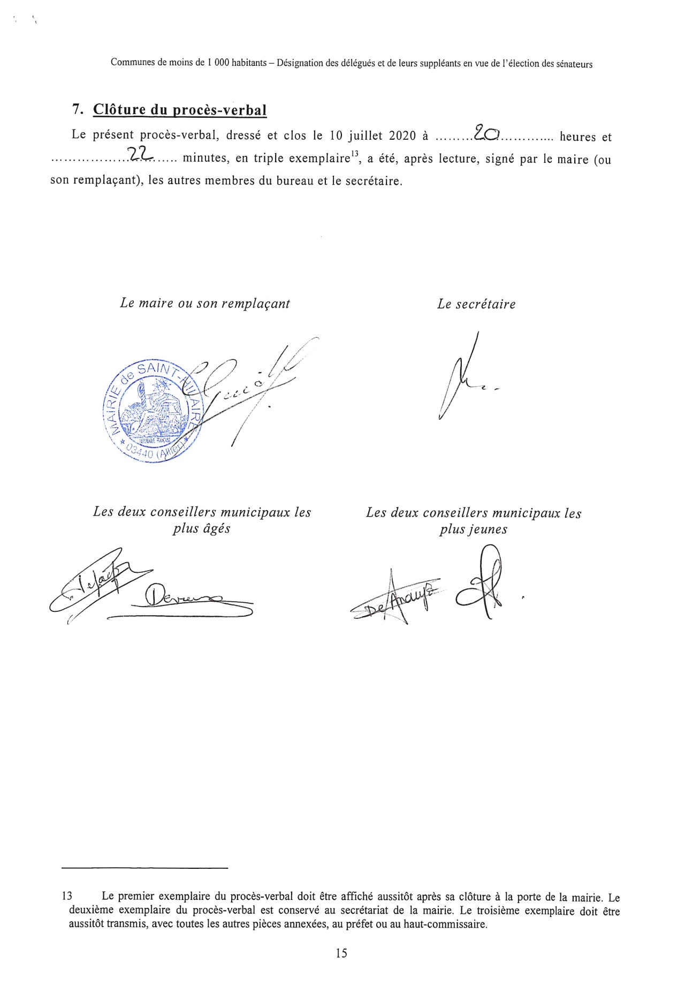 Communes de moins de 1 000 habitants – Désignation des délégués et de leurs suppléants en vue de l'élection des sénateurs
7. Clôture du procès-verbal
Le présent procès-verbal, dressé et clos le 10 juillet 2020 à .........20............. heures et
..................22....... minutes, en triple exemplaire13, a été, après lecture, signé par le maire (ou
son remplaçant), les autres membres du bureau et le secrétaire.
Le maire ou son remplaçant
Le secrétaire
MAIRIE de SAINT-HILAIRE
* 03440 (Allier) *
Les deux conseillers municipaux les
plus âgés
Les deux conseillers municipaux les
plus jeunes
13 Le premier exemplaire du procès-verbal doit être affiché aussitôt après sa clôture à la porte de la mairie. Le
deuxième exemplaire du procès-verbal est conservé au secrétariat de la mairie. Le troisième exemplaire doit être
aussitôt transmis, avec toutes les autres pièces annexées, au préfet ou au haut-commissaire.
15